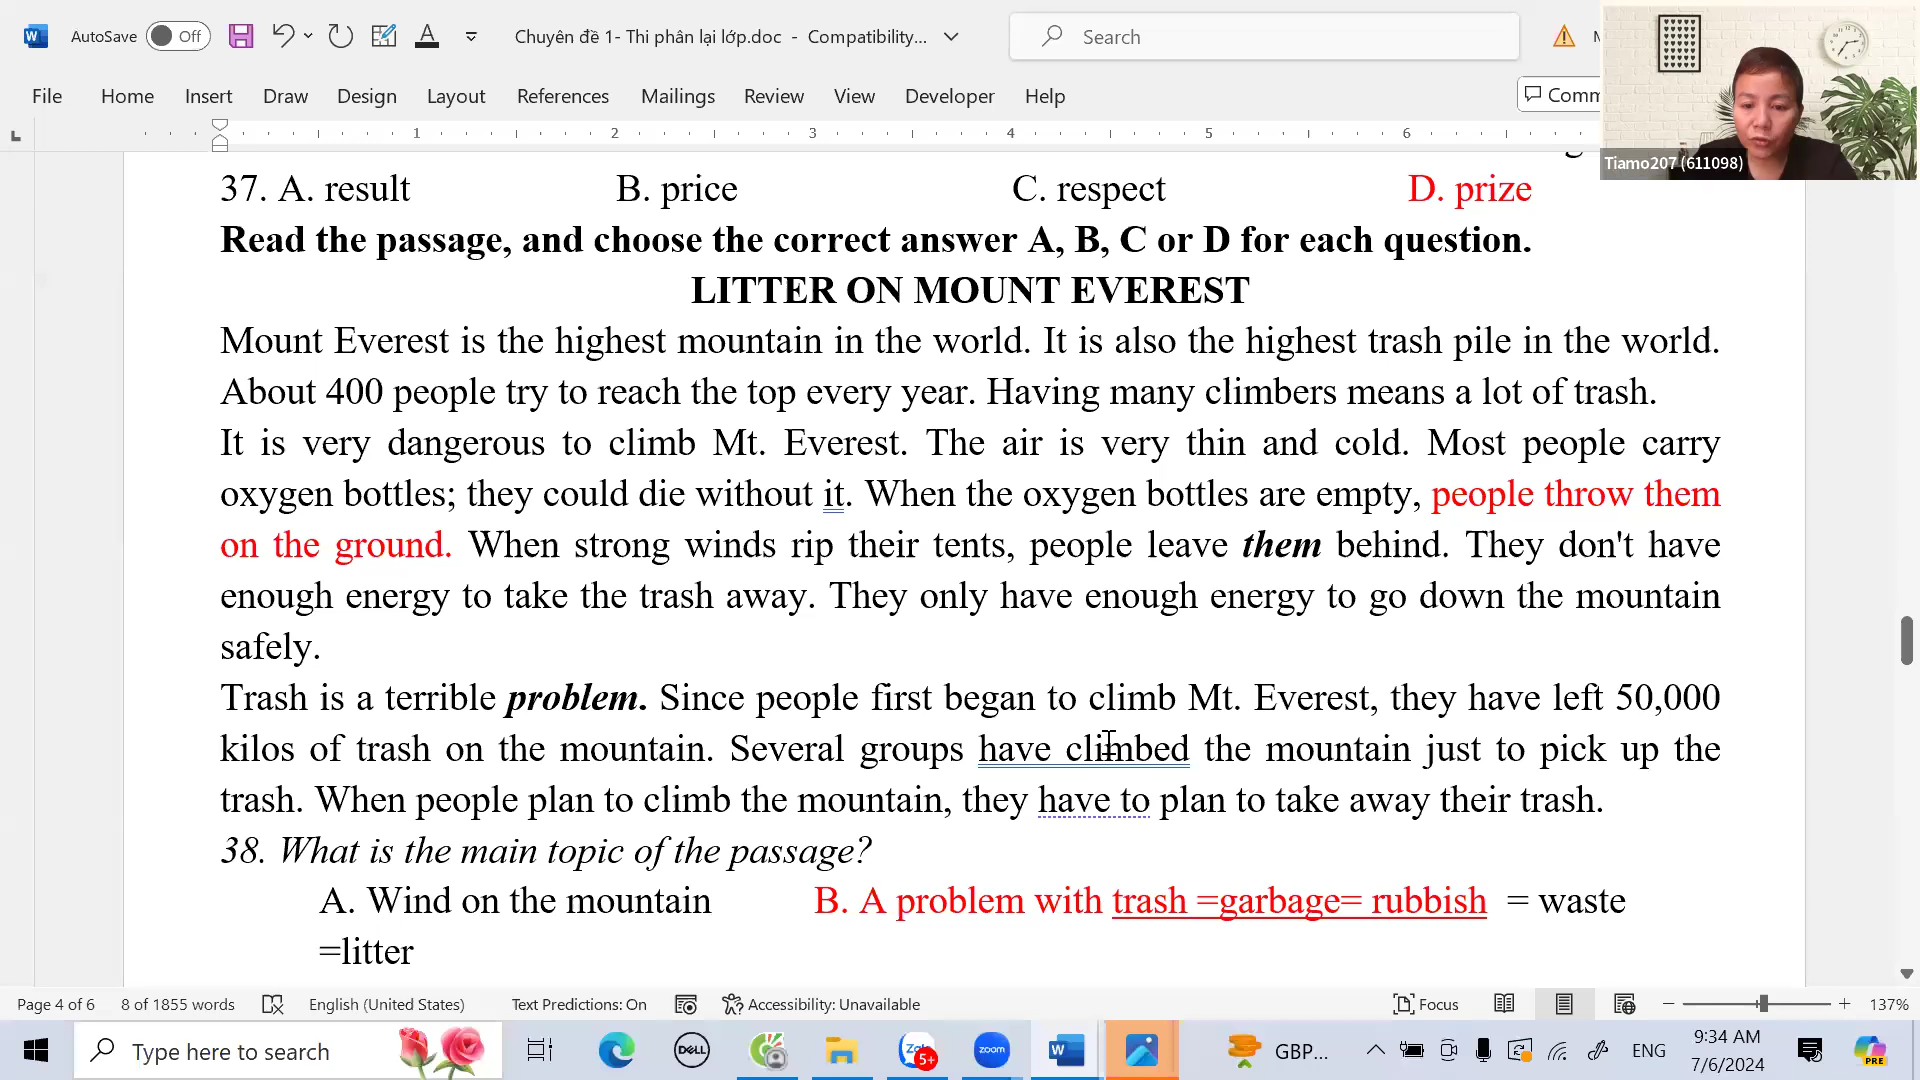 AutoSave Off Chuyên đề 1- Thi phân lại lớp.doc - Compatibility... Search
File Home Insert Draw Design Layout References Mailings Review View Developer Help Comm
1 2 3 4 5 6
Tiamo207 (611098)
37. A. result B. price C. respect D. prize
Read the passage, and choose the correct answer A, B, C or D for each question.
LITTER ON MOUNT EVEREST
Mount Everest is the highest mountain in the world. It is also the highest trash pile in the world.
About 400 people try to reach the top every year. Having many climbers means a lot of trash.
It is very dangerous to climb Mt. Everest. The air is very thin and cold. Most people carry
oxygen bottles; they could die without it. When the oxygen bottles are empty, people throw them
on the ground. When strong winds rip their tents, people leave them behind. They don't have
enough energy to take the trash away. They only have enough energy to go down the mountain
safely.
Trash is a terrible problem. Since people first began to climb Mt. Everest, they have left 50,000
kilos of trash on the mountain. Several groups have climbed the mountain just to pick up the
trash. When people plan to climb the mountain, they have to plan to take away their trash.
38. What is the main topic of the passage?
A. Wind on the mountain B. A problem with trash =garbage= rubbish = waste
=litter
Page 4 of 6 8 of 1855 words English (United States) Text Predictions: On Accessibility: Unavailable Focus 137%
Type here to search DELL Za 5+ zoom W GBP... ENG 9:34 AM PRE
7/6/2024